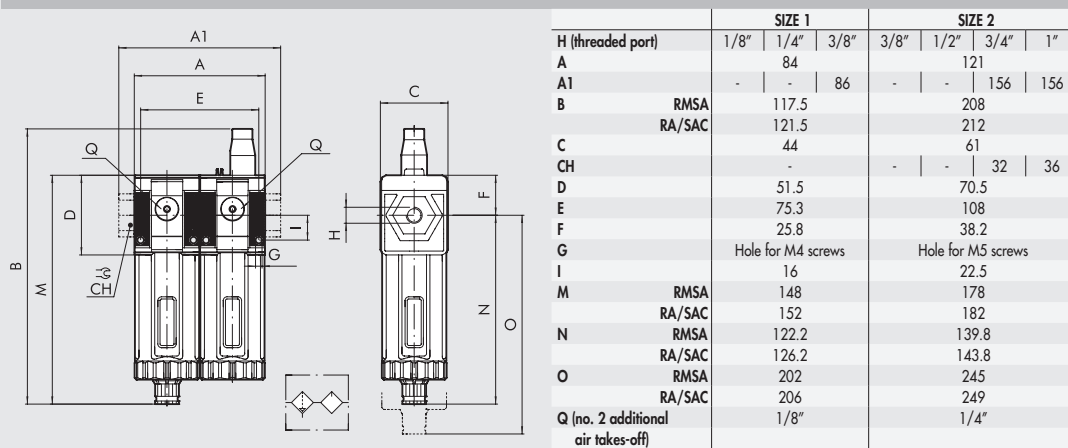 A1
A
E
Q
Q
D
I
G
B
M
CH
C
F
H
N
O
SIZE 1 SIZE 2
H (threaded port) 1/8” 1/4” 3/8” 3/8” 1/2” 3/4” 1”
A 84 121
A1 - - 86 - - 156 156
B RMSA 117.5 208
RA/SAC 121.5 212
C 44 61
CH - - - 32 36
D 51.5 70.5
E 75.3 108
F 25.8 38.2
G Hole for M4 screws Hole for M5 screws
I 16 22.5
M RMSA 148 178
RA/SAC 152 182
N RMSA 122.2 139.8
RA/SAC 126.2 143.8
O RMSA 202 245
RA/SAC 206 249
Q (no. 2 additional 1/8” 1/4”
air takes-off)